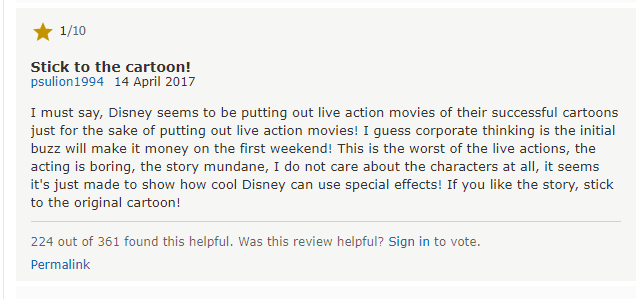 1/10
Stick to the cartoon!
psulion1994 14 April 2017
I must say, Disney seems to be putting out live action movies of their successful cartoons
just for the sake of putting out live action movies! I guess corporate thinking is the initial
buzz will make it money on the first weekend! This is the worst of the live actions, the
acting is boring, the story mundane, I do not care about the characters at all, it seems
it's just made to show how cool Disney can use special effects! If you like the story, stick
to the original cartoon!
224 out of 361 found this helpful. Was this review helpful? Sign in to vote.
Permalink